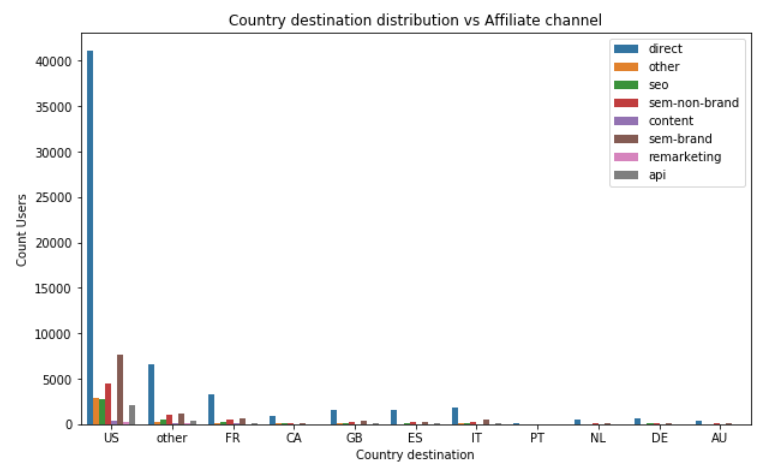 Country destination distribution vs Affiliate channel
direct
other
seo
sem-non-brand
content
sem-brand
remarketing
api
Count Users
40000
35000
30000
25000
20000
15000
10000
5000
0
US other FR CA GB ES IT PT NL DE AU
Country destination